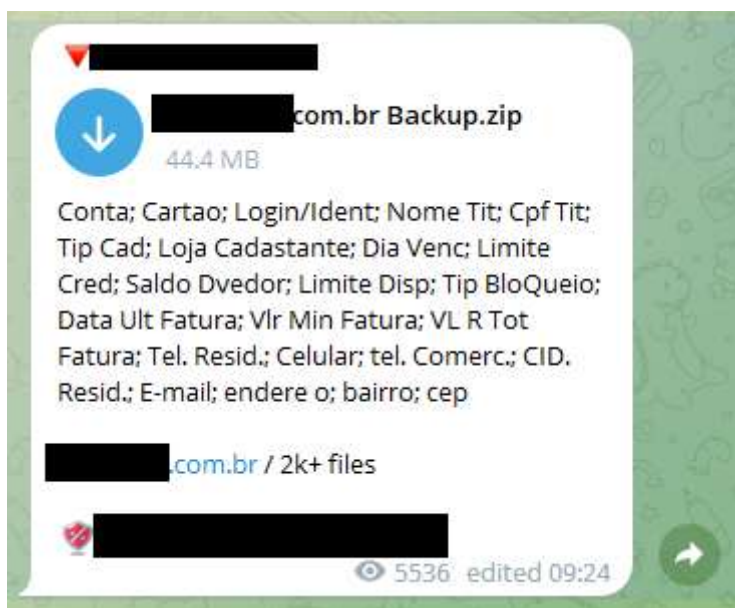 com.br Backup.zip
44.4 MB
Conta; Cartao; Login/Ident; Nome Tit; Cpf Tit;
Tip Cad; Loja Cadastante; Dia Venc; Limite
Cred; Saldo Dvedor; Limite Disp; Tip BloQueio;
Data Ult Fatura; Vlr Min Fatura; VL R Tot
Fatura; Tel. Resid.; Celular; tel. Comerc.; CID.
Resid.; E-mail; endere o; bairro; cep
.com.br / 2k+ files
5536 edited 09:24